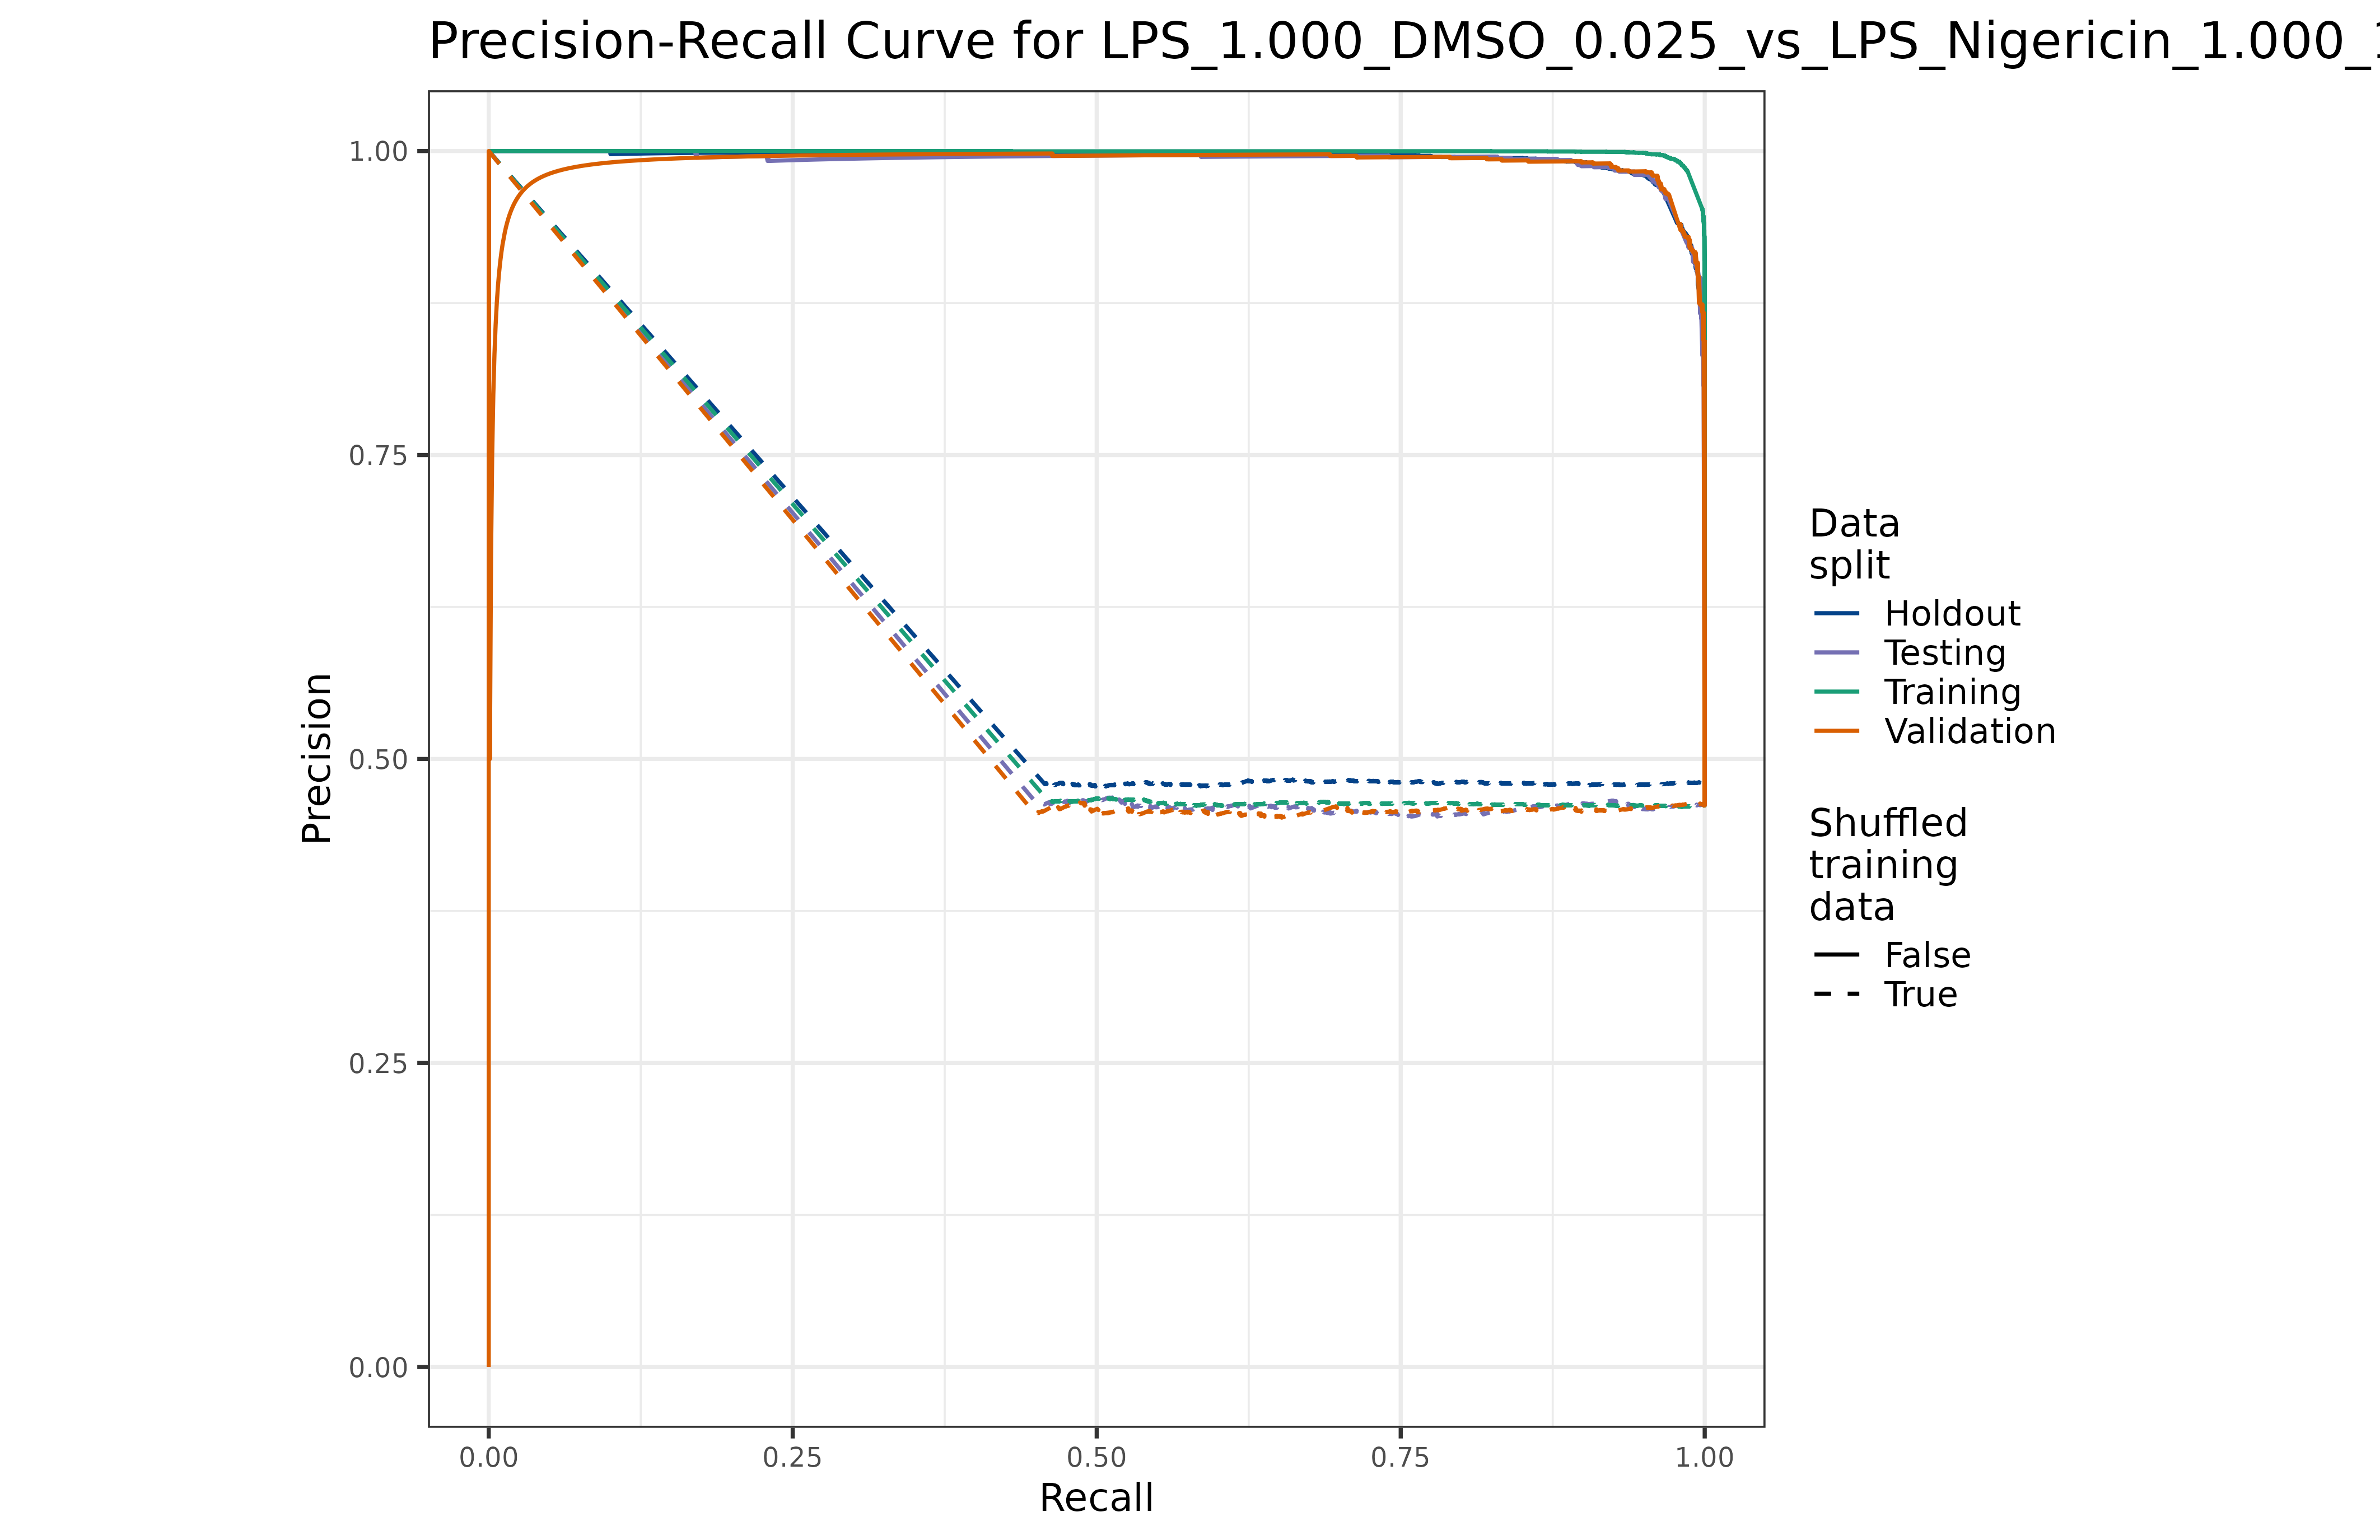 Precision-Recall Curve for LPS_1.000_DMSO_0.025_vs_LPS_Nigericin_1.000_
Precision
1.00
0.75
0.50
0.25
0.00
0.00 0.25 0.50 0.75 1.00
Recall
Data
split
Holdout
Testing
Training
Validation
Shuffled
training
data
False
True